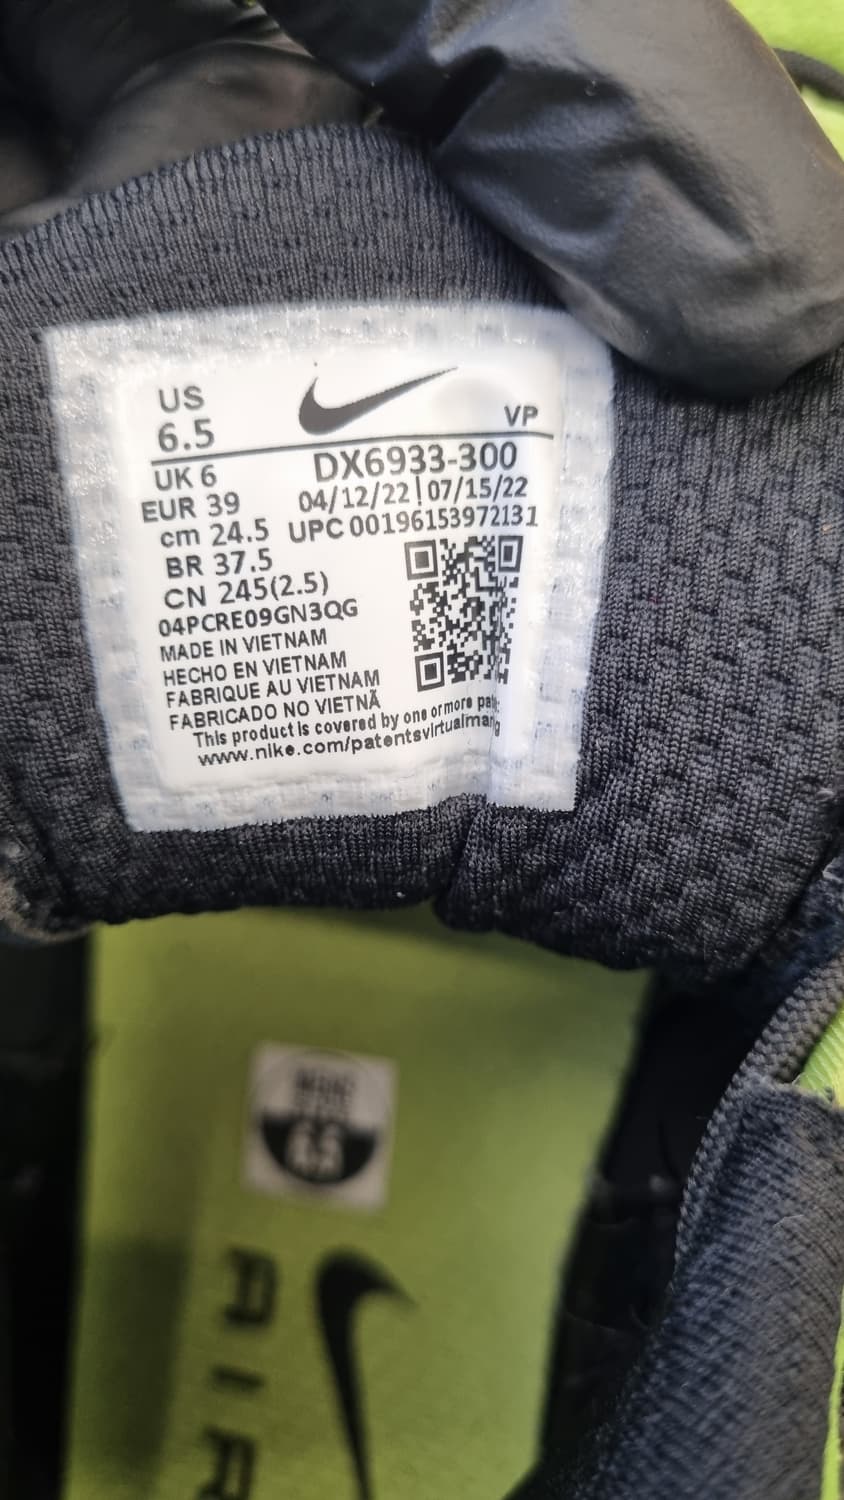 US
6.5
VP
UK 6
EUR 39
cm 24.5
BR 37.5
CN 245(2.5)
DX6933-300
04/12/22 | 07/15/22
UPC 00196153972131
04PCRE09GN3QG
MADE IN VIETNAM
HECHO EN VIETNAM
FABRIQUE AU VIETNAM
FABRICADO NO VIETNÃ
This product is covered by one or more
www.nike.com/patentsvirtualmar
6.5
AIR